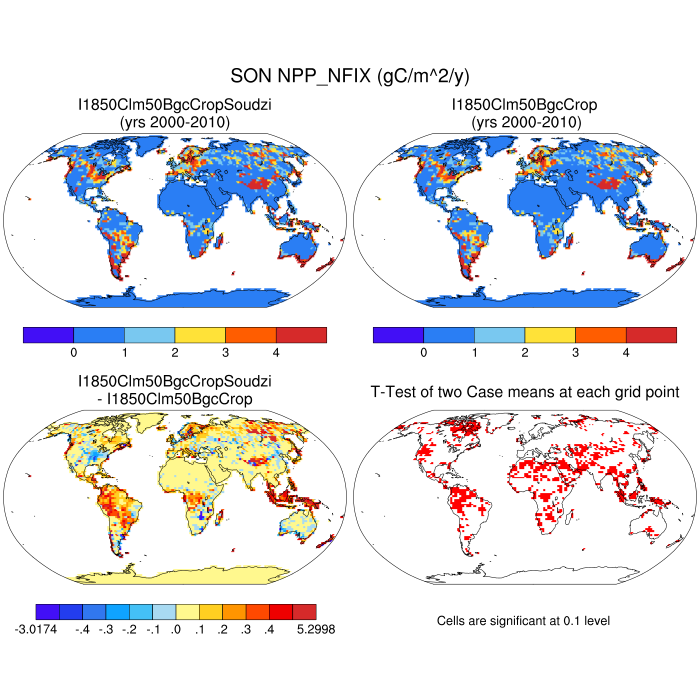 SON NPP_NFIX (gC/m^2/y)
I1850Clm50BgcCropSoudzi
(yrs 2000-2010)
I1850Clm50BgcCrop
(yrs 2000-2010)
0 1 2 3 4
0 1 2 3 4
I1850Clm50BgcCropSoudzi
- I1850Clm50BgcCrop
T-Test of two Case means at each grid point
-3.0174 -.4 -.3 -.2 -.1 .0 .1 .2 .3 .4 5.2998
Cells are significant at 0.1 level